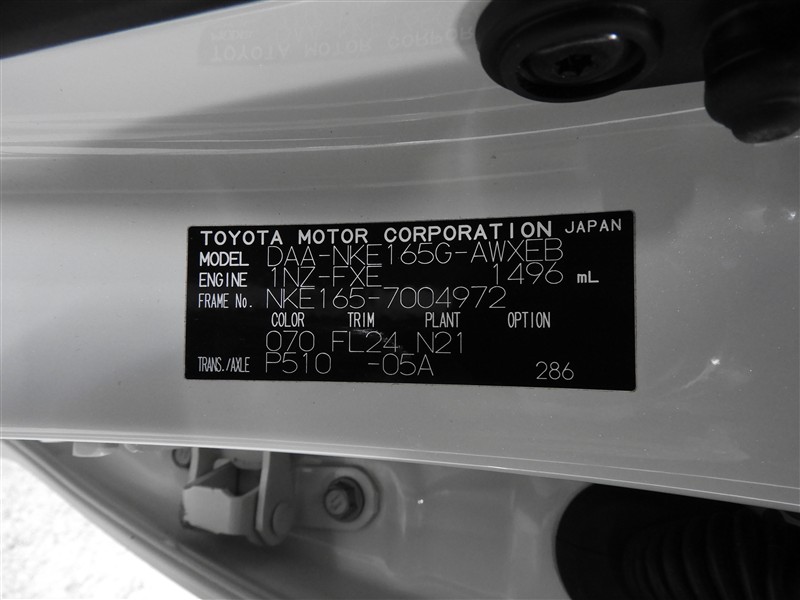 TOYOTA MOTOR CORPORATION JAPAN
MODEL DAA-NKE165G-AWXEB
ENGINE 1NZ-FXE 1496 mL
FRAME No. NKE165-7004972
COLOR TRIM PLANT OPTION
070 FL24 N21
TRANS./AXLE P510 -05A 286